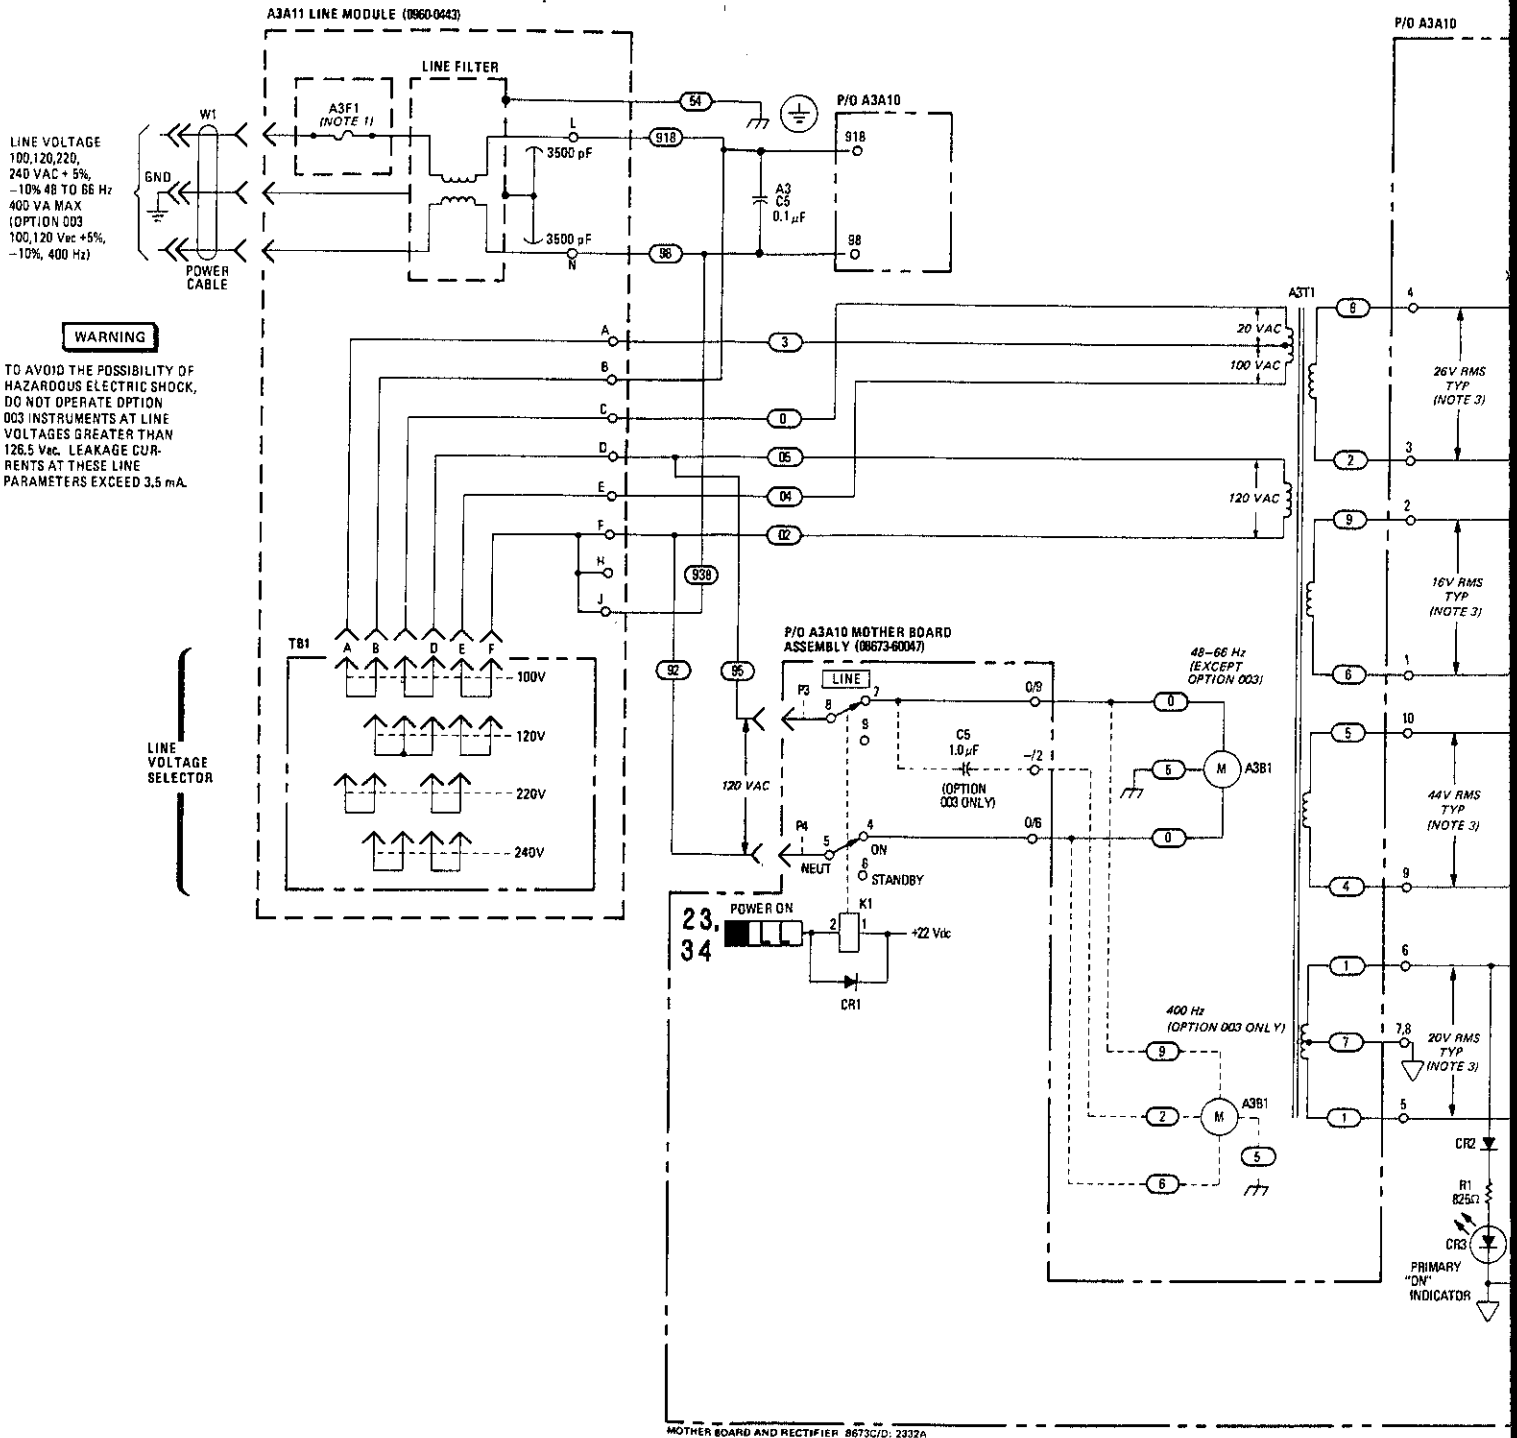 A3A11 LINE MODULE (0960-0443)
P/O A3A10
LINE FILTER
A3F1
(NOTE 1)
W1
54
P/O A3A10
L
918
918
3500 pF
LINE VOLTAGE
100,120,220,
240 VAC + 5%,
-10% 48 TO 66 Hz
400 VA MAX
(OPTION 003
100,120 Vac +5%,
-10%, 400 Hz)
GND
A3
C5
0.1 µF
3500 pF
N
98
98
POWER
CABLE
WARNING
TO AVOID THE POSSIBILITY OF
HAZARDOUS ELECTRIC SHOCK,
DO NOT OPERATE OPTION
003 INSTRUMENTS AT LINE
VOLTAGES GREATER THAN
126.5 Vac. LEAKAGE CUR-
RENTS AT THESE LINE
PARAMETERS EXCEED 3.5 mA.
A3T1
8
4
A
3
20 VAC
100 VAC
B
26V RMS
TYP
(NOTE 3)
C
0
D
05
2
3
E
04
120 VAC
F
02
9
2
H
938
J
16V RMS
TYP
(NOTE 3)
TB1
A B D E F
100V
120V
220V
240V
LINE
VOLTAGE
SELECTOR
92
95
P/O A3A10 MOTHER BOARD
ASSEMBLY (08673-60047)
LINE
P3
8
7
9
0/9
0
48-66 Hz
(EXCEPT
OPTION 003)
6
1
C5
1.0 µF
(OPTION
003 ONLY)
-/2
5
M
A3B1
5
10
120 VAC
44V RMS
TYP
(NOTE 3)
P4
5
4
ON
NEUT
6
STANDBY
0/6
0
4
9
23,
34
POWER ON
K1
2
1
+22 Vdc
CR1
1
6
400 Hz
(OPTION 003 ONLY)
9
7
7,8
20V RMS
TYP
(NOTE 3)
2
M
A3B1
5
6
1
5
CR2
R1
825Ω
CR3
PRIMARY
"ON"
INDICATOR
MOTHER BOARD AND RECTIFIER 8673C/D: 2332A